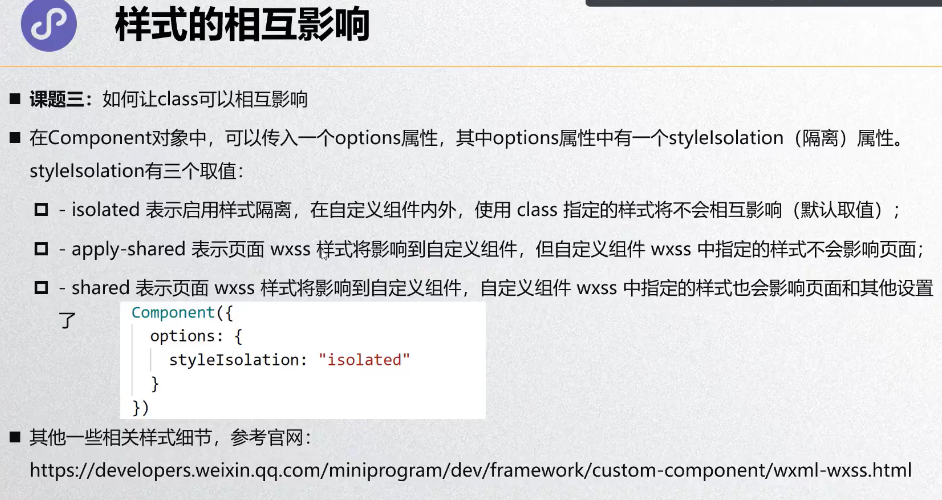 样式的相互影响
课题三：如何让class可以相互影响
在Component对象中，可以传入一个options属性，其中options属性中有一个styleIsolation（隔离）属性。
styleIsolation有三个取值：
- isolated 表示启用样式隔离，在自定义组件内外，使用 class 指定的样式将不会相互影响（默认取值）；
- apply-shared 表示页面 wxss 样式将影响到自定义组件，但自定义组件 wxss 中指定的样式不会影响页面；
- shared 表示页面 wxss 样式将影响到自定义组件，自定义组件 wxss 中指定的样式也会影响页面和其他设置
了
Component({
options: {
styleIsolation: "isolated"
}
})
其他一些相关样式细节，参考官网：
https://developers.weixin.qq.com/miniprogram/dev/framework/custom-component/wxml-wxss.html